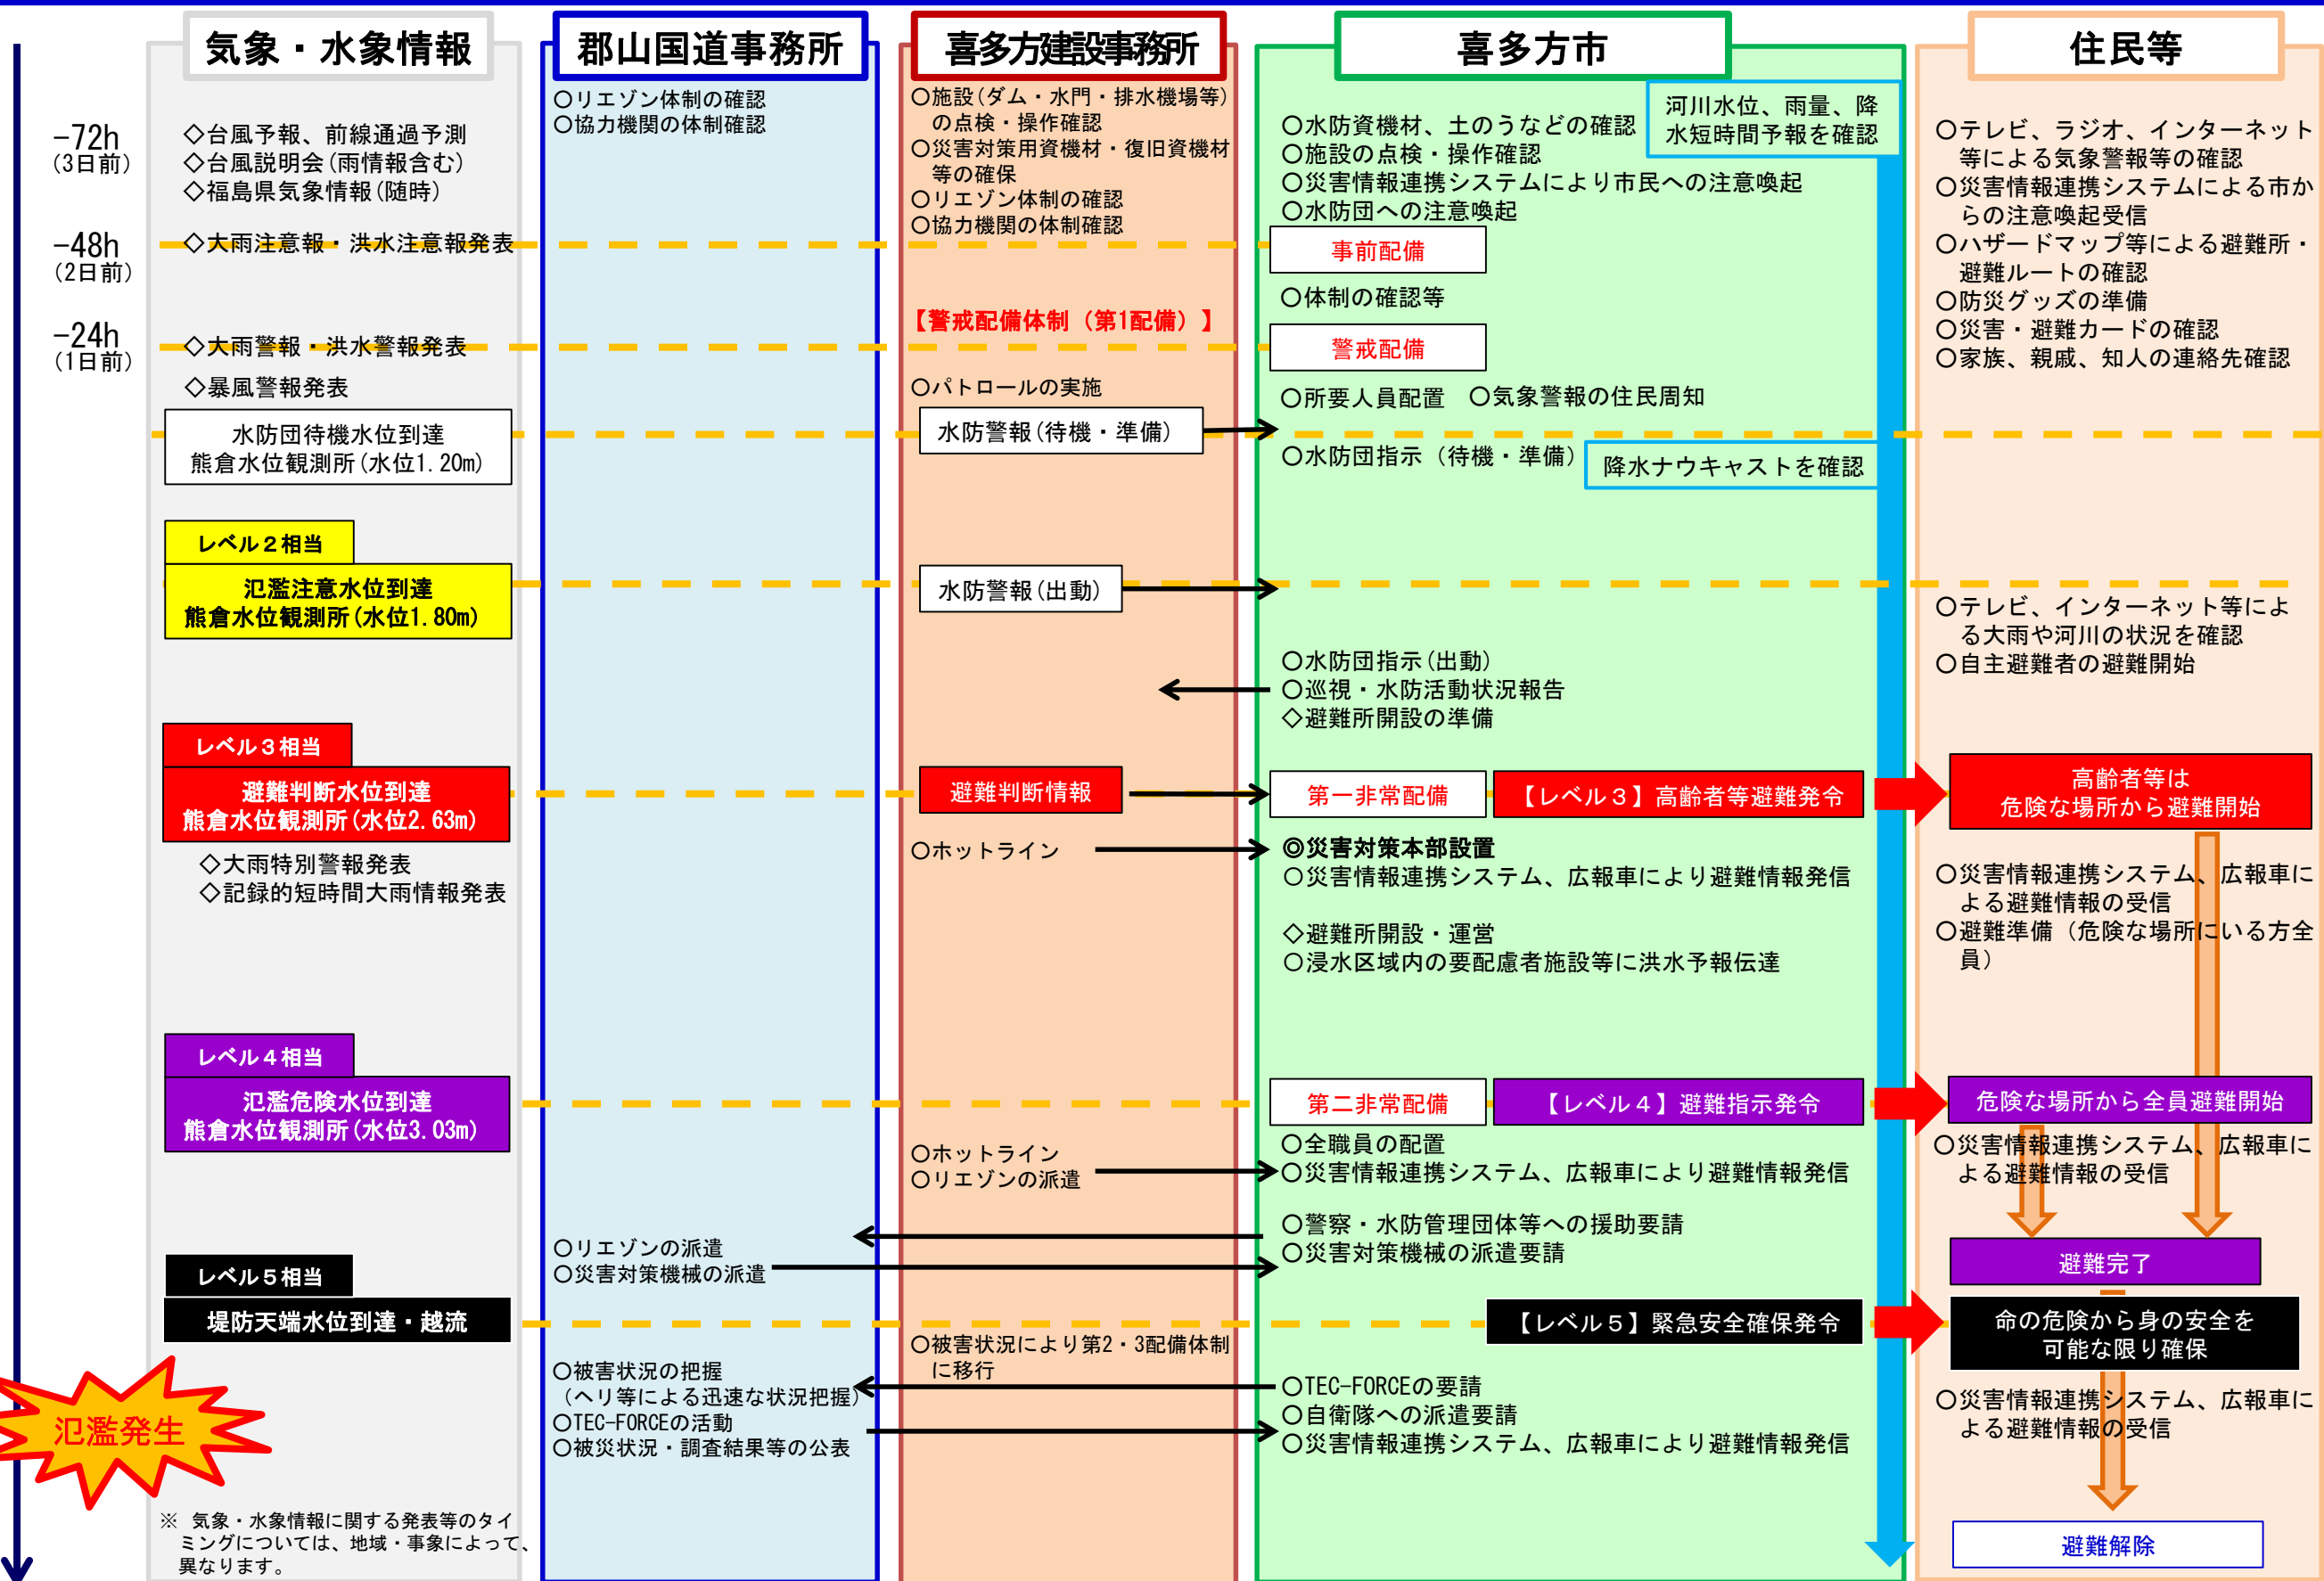 気象・水象情報
郡山国道事務所
喜多方建設事務所
喜多方市
住民等
-72h
(3日前)
-48h
(2日前)
-24h
(1日前)
◇台風予報、前線通過予測
◇台風説明会(雨情報含む)
◇福島県気象情報(随時)
◇大雨注意報・洪水注意報発表
◇大雨警報・洪水警報発表
◇暴風警報発表
水防団待機水位到達
熊倉水位観測所(水位1.20m)
レベル2相当
氾濫注意水位到達
熊倉水位観測所(水位1.80m)
レベル3相当
避難判断水位到達
熊倉水位観測所(水位2.63m)
◇大雨特別警報発表
◇記録的短時間大雨情報発表
レベル4相当
氾濫危険水位到達
熊倉水位観測所(水位3.03m)
レベル5相当
堤防天端水位到達・越流
氾濫発生
※ 気象・水象情報に関する発表等のタイ
ミングについては、地域・事象によって、
異なります。
○リエゾン体制の確認
○協力機関の体制確認
○リエゾンの派遣
○災害対策機械の派遣
○被害状況の把握
(ヘリ等による迅速な状況把握)
○TEC-FORCEの活動
○被災状況・調査結果等の公表
○施設(ダム・水門・排水機場等)
の点検・操作確認
○災害対策用資機材・復旧資機材
等の確保
○リエゾン体制の確認
○協力機関の体制確認
【警戒配備体制(第1配備)】
○パトロールの実施
水防警報(待機・準備)
水防警報(出動)
避難判断情報
○ホットライン
○ホットライン
○リエゾンの派遣
○被害状況により第2・3配備体制
に移行
河川水位、雨量、降
水短時間予報を確認
○水防資機材、土のうなどの確認
○施設の点検・操作確認
○災害情報連携システムにより市民への注意喚起
○水防団への注意喚起
事前配備
○体制の確認等
警戒配備
○所要人員配置 ○気象警報の住民周知
○水防団指示(待機・準備)
降水ナウキャストを確認
○水防団指示(出動)
○巡視・水防活動状況報告
◇避難所開設の準備
第一非常配備
【レベル3】高齢者等避難発令
◎災害対策本部設置
○災害情報連携システム、広報車により避難情報発信
◇避難所開設・運営
○浸水区域内の要配慮者施設等に洪水予報伝達
第二非常配備
【レベル4】避難指示発令
○全職員の配置
○災害情報連携システム、広報車により避難情報発信
○警察・水防管理団体等への援助要請
○災害対策機械の派遣要請
【レベル5】緊急安全確保発令
○TEC-FORCEの要請
○自衛隊への派遣要請
○災害情報連携システム、広報車により避難情報発信
○テレビ、ラジオ、インターネット
等による気象警報等の確認
○災害情報連携システムによる市か
らの注意喚起受信
○ハザードマップ等による避難所・
避難ルートの確認
○防災グッズの準備
○災害・避難カードの確認
○家族、親戚、知人の連絡先確認
○テレビ、インターネット等によ
る大雨や河川の状況を確認
○自主避難者の避難開始
高齢者等は
危険な場所から避難開始
○災害情報連携システム、広報車に
よる避難情報の受信
○避難準備(危険な場所にいる方全
員)
危険な場所から全員避難開始
○災害情報連携システム、広報車に
よる避難情報の受信
避難完了
命の危険から身の安全を
可能な限り確保
○災害情報連携システム、広報車に
よる避難情報の受信
避難解除